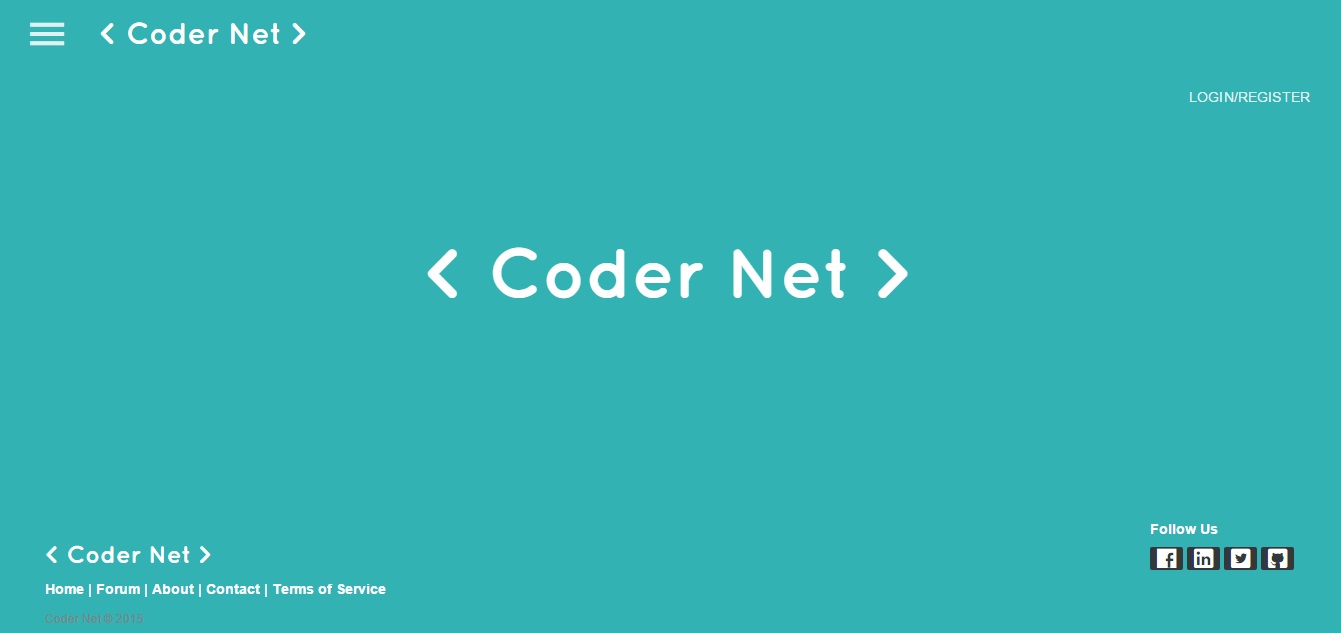 < Coder Net >
LOGIN/REGISTER
< Coder Net >
Follow Us
< Coder Net >
Home | Forum | About | Contact | Terms of Service
Coder Net © 2015